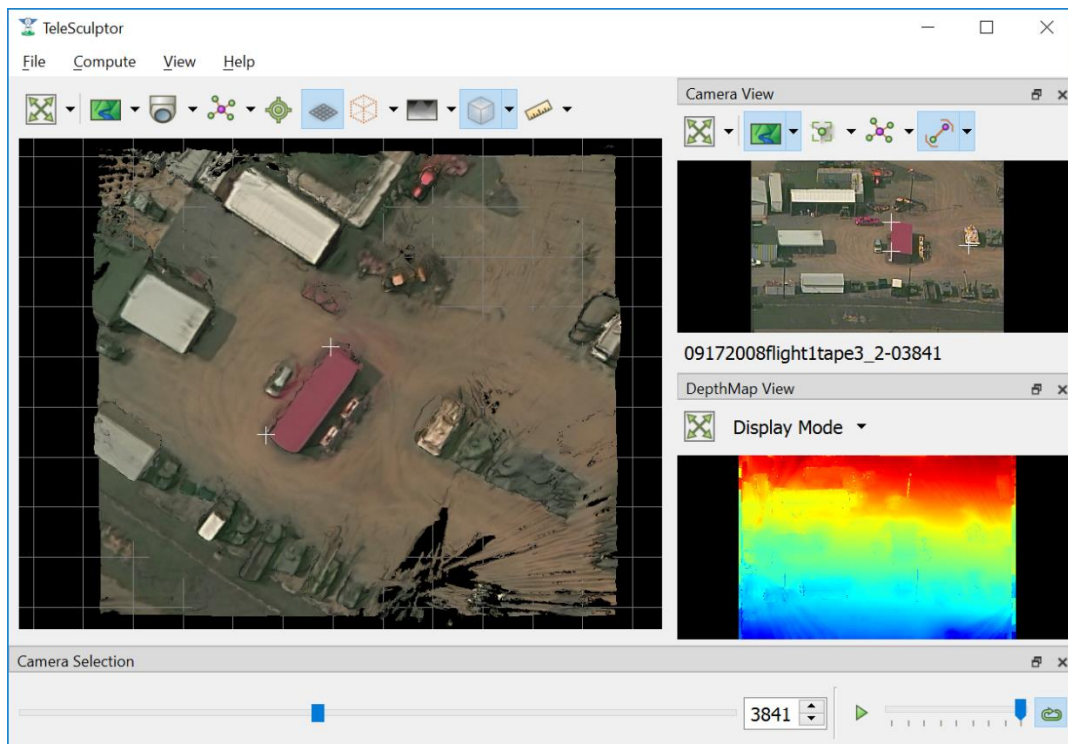 TeleSculptor
File Compute View Help
Camera View
09172008flight1tape3_2-03841
DepthMap View
Display Mode
Camera Selection
3841